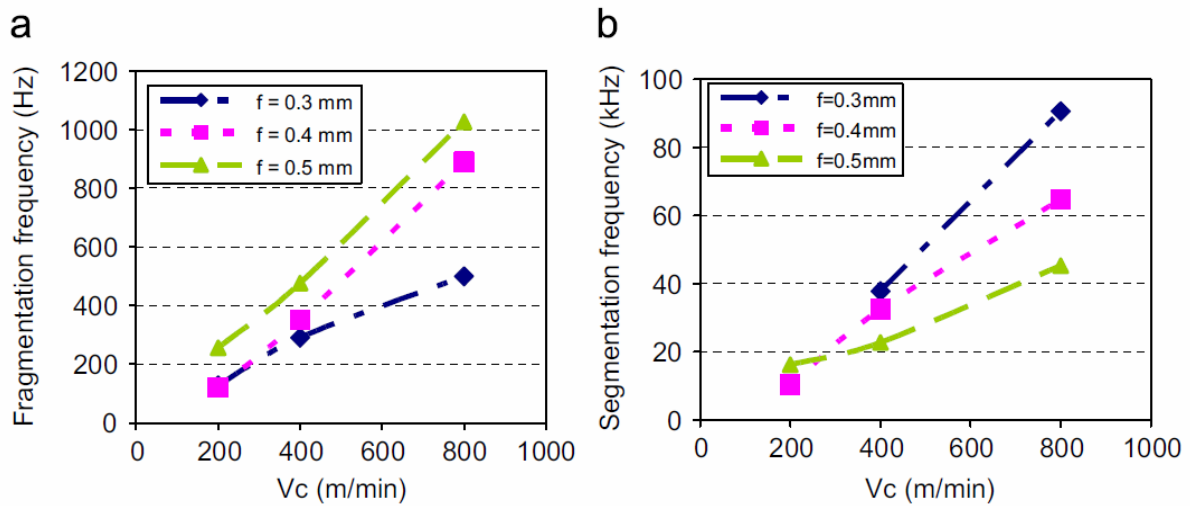 a
Fragmentation frequency (Hz)
1200
1000
800
600
400
200
0
f = 0.3 mm
f = 0.4 mm
f = 0.5 mm
0 200 400 600 800 1000
Vc (m/min)
b
Segmentation frequency (kHz)
100
80
60
40
20
0
f=0.3mm
f=0.4mm
f=0.5mm
0 200 400 600 800 1000
Vc (m/min)